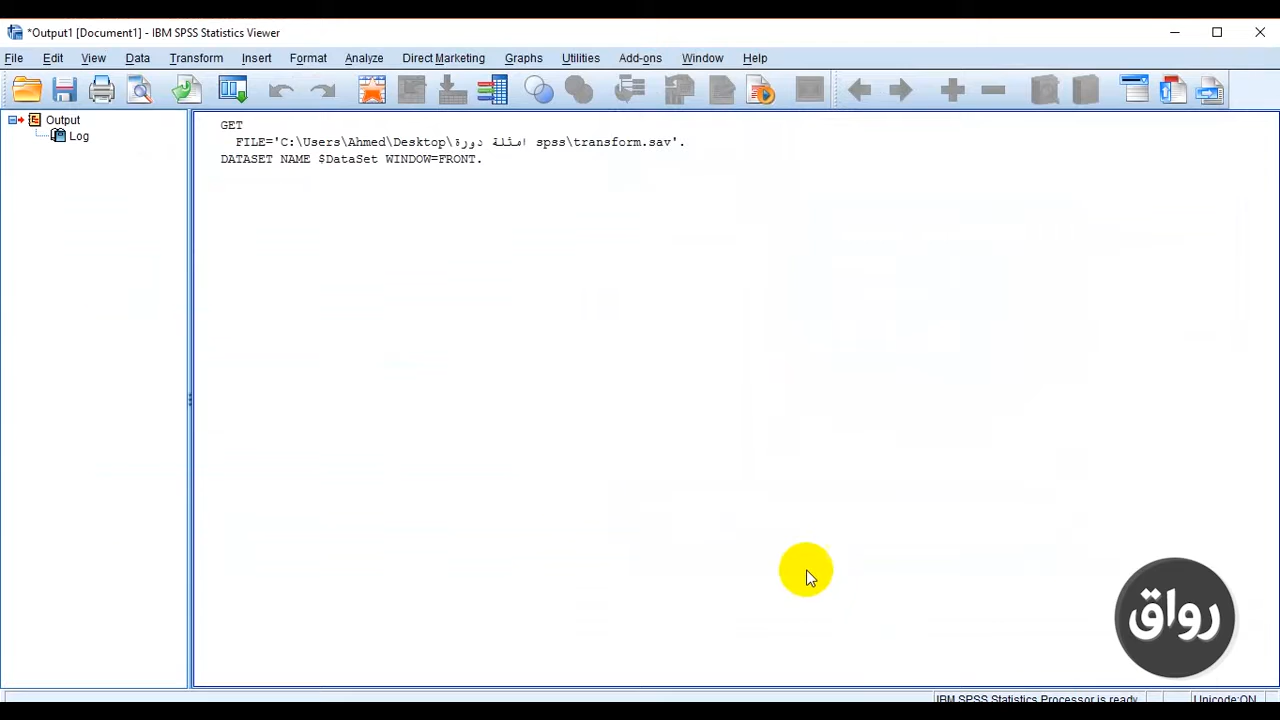 *Output1 [Document1] - IBM SPSS Statistics Viewer
File Edit View Data Transform Insert Format Analyze Direct Marketing Graphs Utilities Add-ons Window Help
Output
Log
GET
FILE='C:\Users\Ahmed\Desktop\امثلة دورة spss\transform.sav'.
DATASET NAME $DataSet WINDOW=FRONT.
رواق
IBM SPSS Statistics Processor is ready Unicode:ON